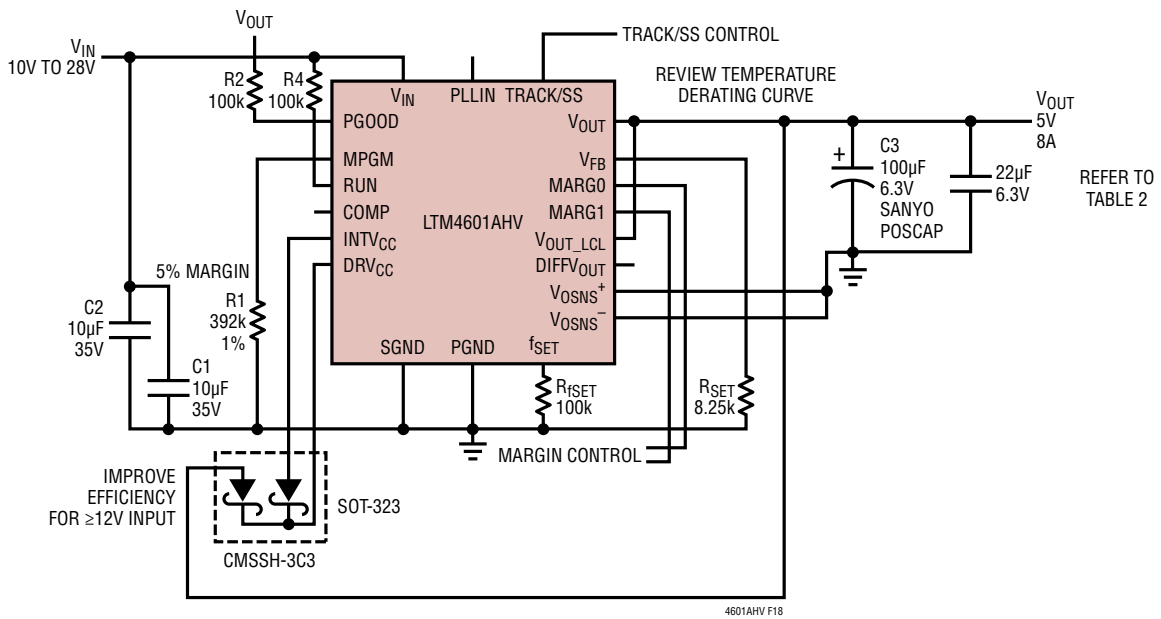 VOUT
VIN
10V TO 28V
R2
100k
R4
100k
TRACK/SS CONTROL
REVIEW TEMPERATURE
DERATING CURVE
VOUT
5V
8A
VIN
PLLIN
TRACK/SS
PGOOD
MPGM
RUN
COMP
INTVCC
DRVCC
LTM4601AHV
VOUT
VFB
MARG0
MARG1
VOUT_LCL
DIFFVOUT
VOSNS+
VOSNS–
SGND
PGND
fSET
+
C3
100µF
6.3V
SANYO
POSCAP
22µF
6.3V
REFER TO
TABLE 2
5% MARGIN
R1
392k
1%
C2
10µF
35V
C1
10µF
35V
RfSET
100k
RSET
8.25k
MARGIN CONTROL
IMPROVE
EFFICIENCY
FOR ≥12V INPUT
SOT-323
CMSSH-3C3
4601AHV F18